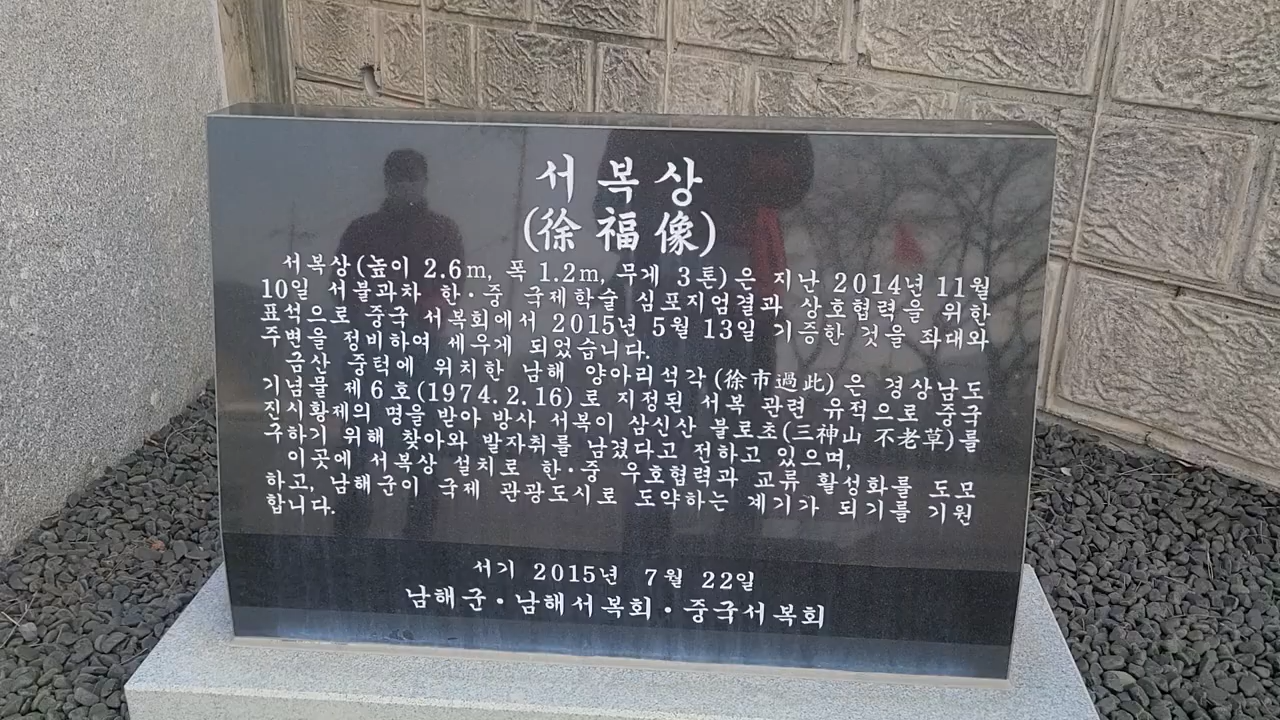 서복상
(徐福像)
서복상(높이 2.6m, 폭 1.2m, 무게 3톤)은 지난 2014년 11월
10일 서불과차 한·중 국제학술 심포지엄결과 상호협력을 위한
표석으로 중국 서복회에서 2015년 5월 13일 기증한 것을 좌대와
주변을 정비하여 세우게 되었습니다.
금산 중턱에 위치한 남해 양아리석각(徐市過此)은 경상남도
기념물 제6호(1974.2.16)로 지정된 서복 관련 유적으로 중국
진시황제의 명을 받아 방사 서복이 삼신산 불로초(三神山 不老草)를
구하기 위해 찾아와 발자취를 남겼다고 전하고 있으며,
이곳에 서복상 설치로 한·중 우호협력과 교류 활성화를 도모
하고, 남해군이 국제 관광도시로 도약하는 계기가 되기를 기원
합니다.
서기 2015년 7월 22일
남해군·남해서복회·중국서복회